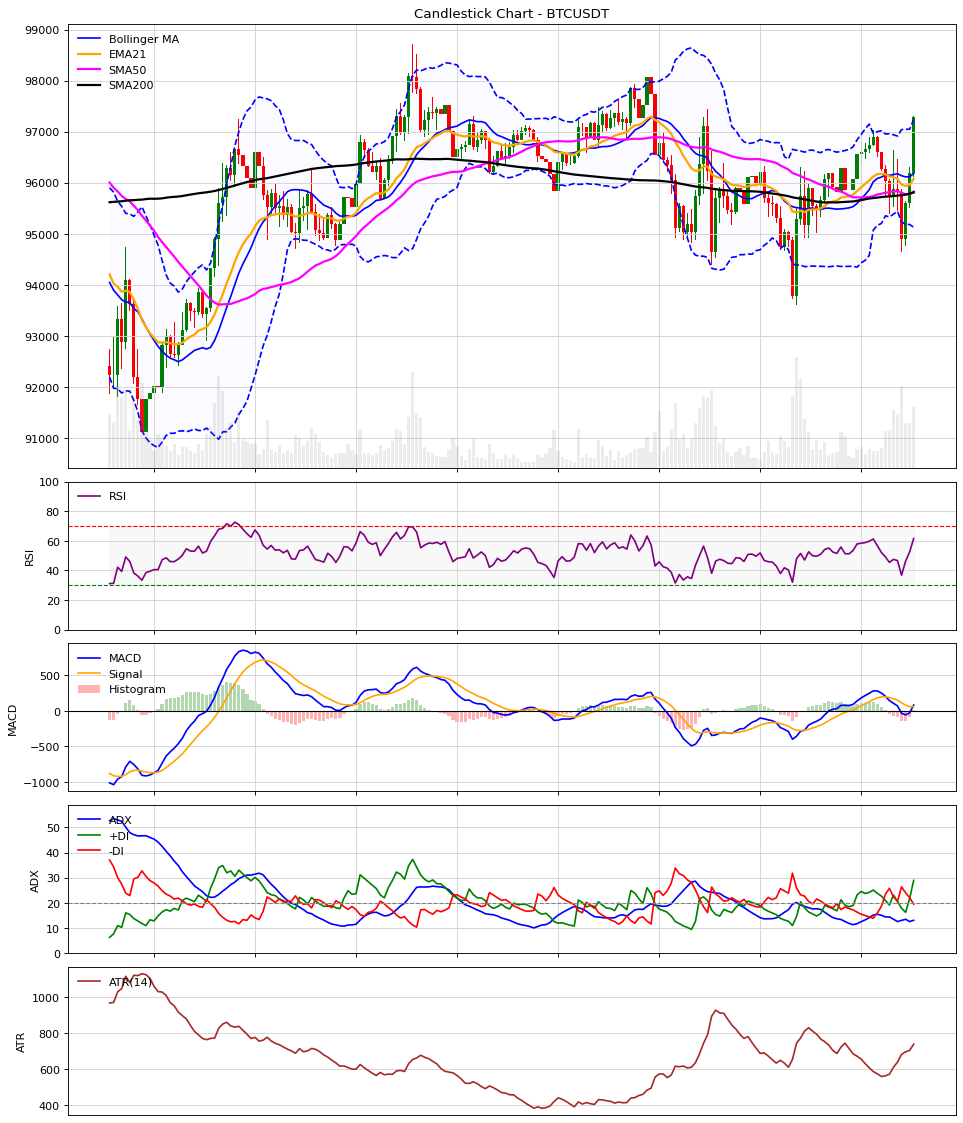 Candlestick Chart - BTCUSDT
99000
98000
97000
96000
95000
94000
93000
92000
91000
Bollinger MA
EMA21
SMA50
SMA200
100
80
60
40
20
0
RSI
RSI
500
0
−500
−1000
MACD
MACD
Signal
Histogram
50
40
30
20
10
0
ADX
ADX
+DI
-DI
1000
800
600
400
ATR
ATR(14)